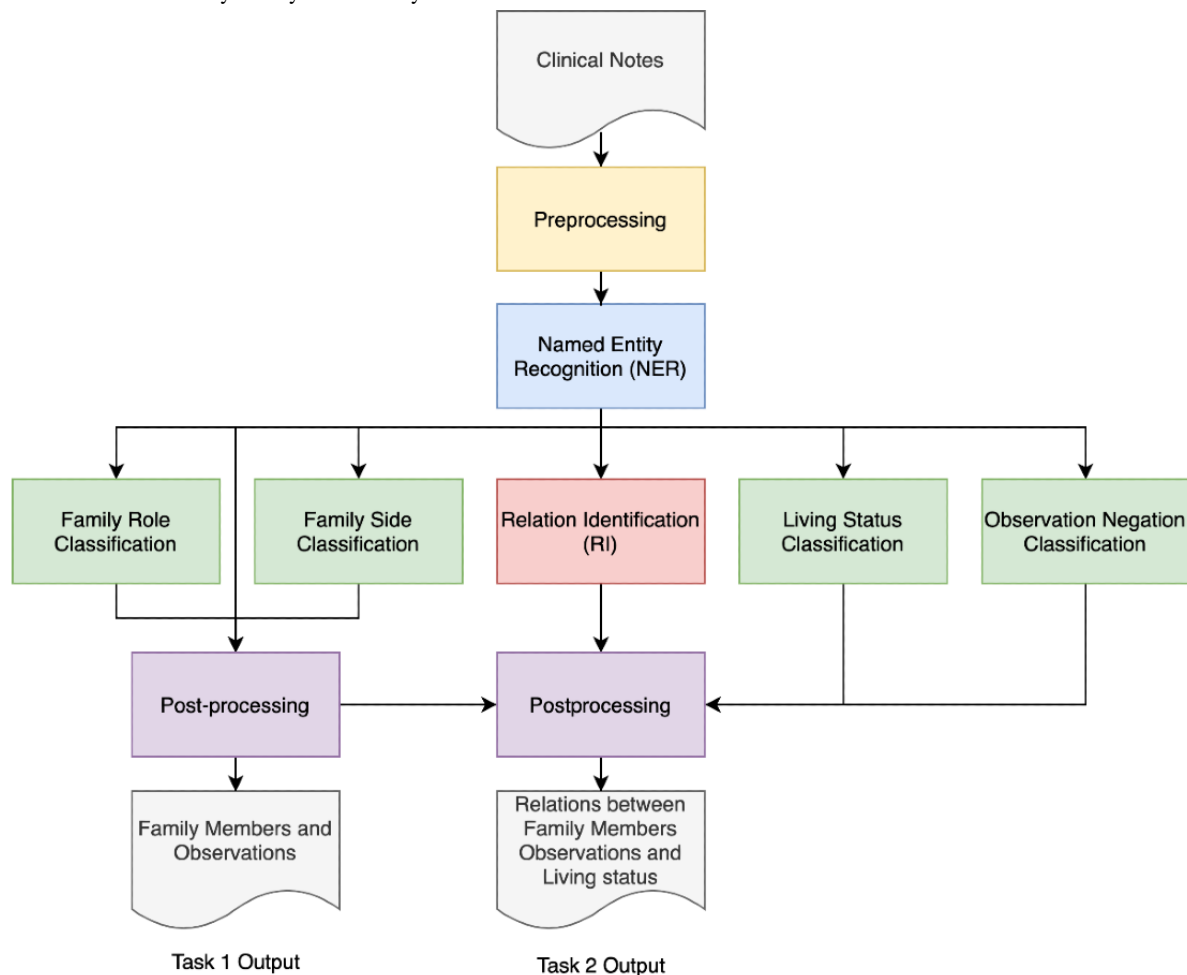 Clinical Notes
Preprocessing
Named Entity
Recognition (NER)
Family Role
Classification
Family Side
Classification
Relation Identification
(RI)
Living Status
Classification
Observation Negation
Classification
Post-processing
Postprocessing
Family Members and
Observations
Relations between
Family Members
Observations and
Living status
Task 1 Output
Task 2 Output